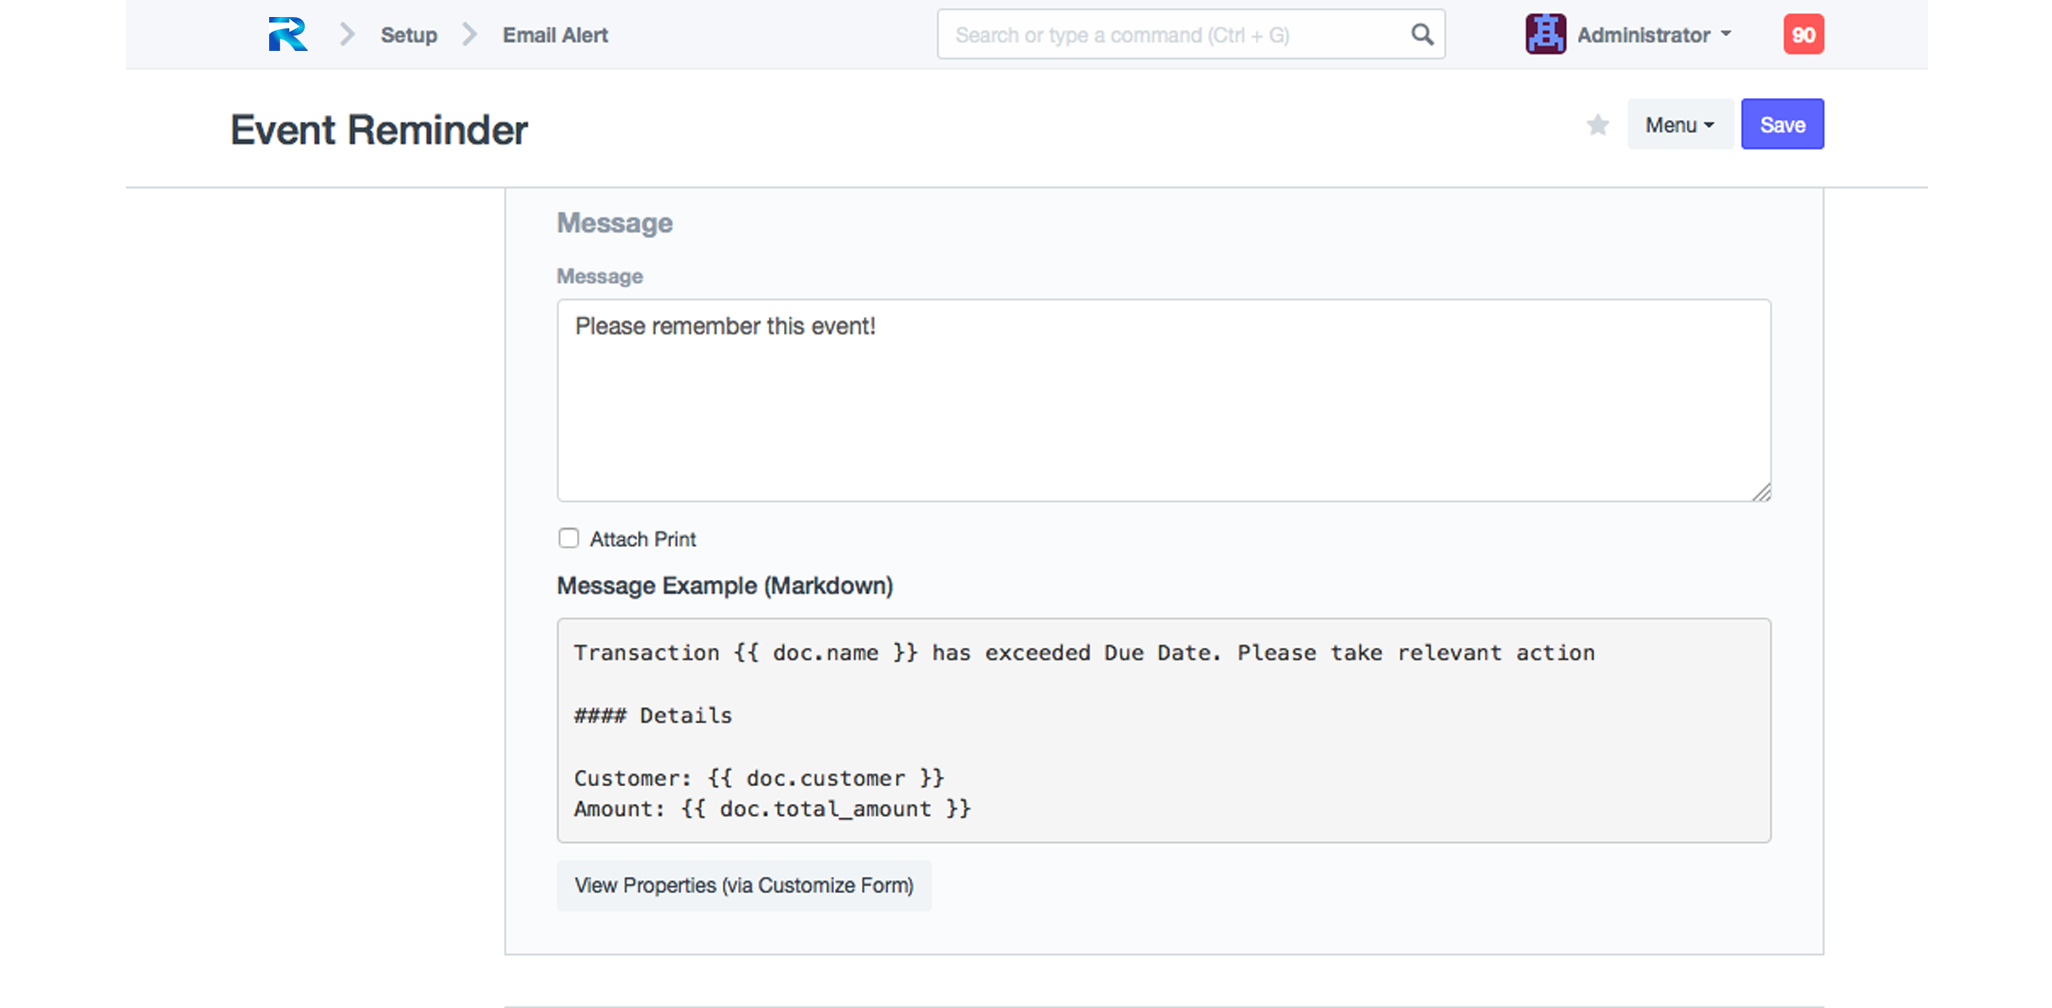 Setup
Email Alert
Search or type a command (Ctrl + G)
Administrator
90
Event Reminder
Menu
Save
Message
Message
Please remember this event!
Attach Print
Message Example (Markdown)
Transaction {{ doc.name }} has exceeded Due Date. Please take relevant action
#### Details
Customer: {{ doc.customer }}
Amount: {{ doc.total_amount }}
View Properties (via Customize Form)